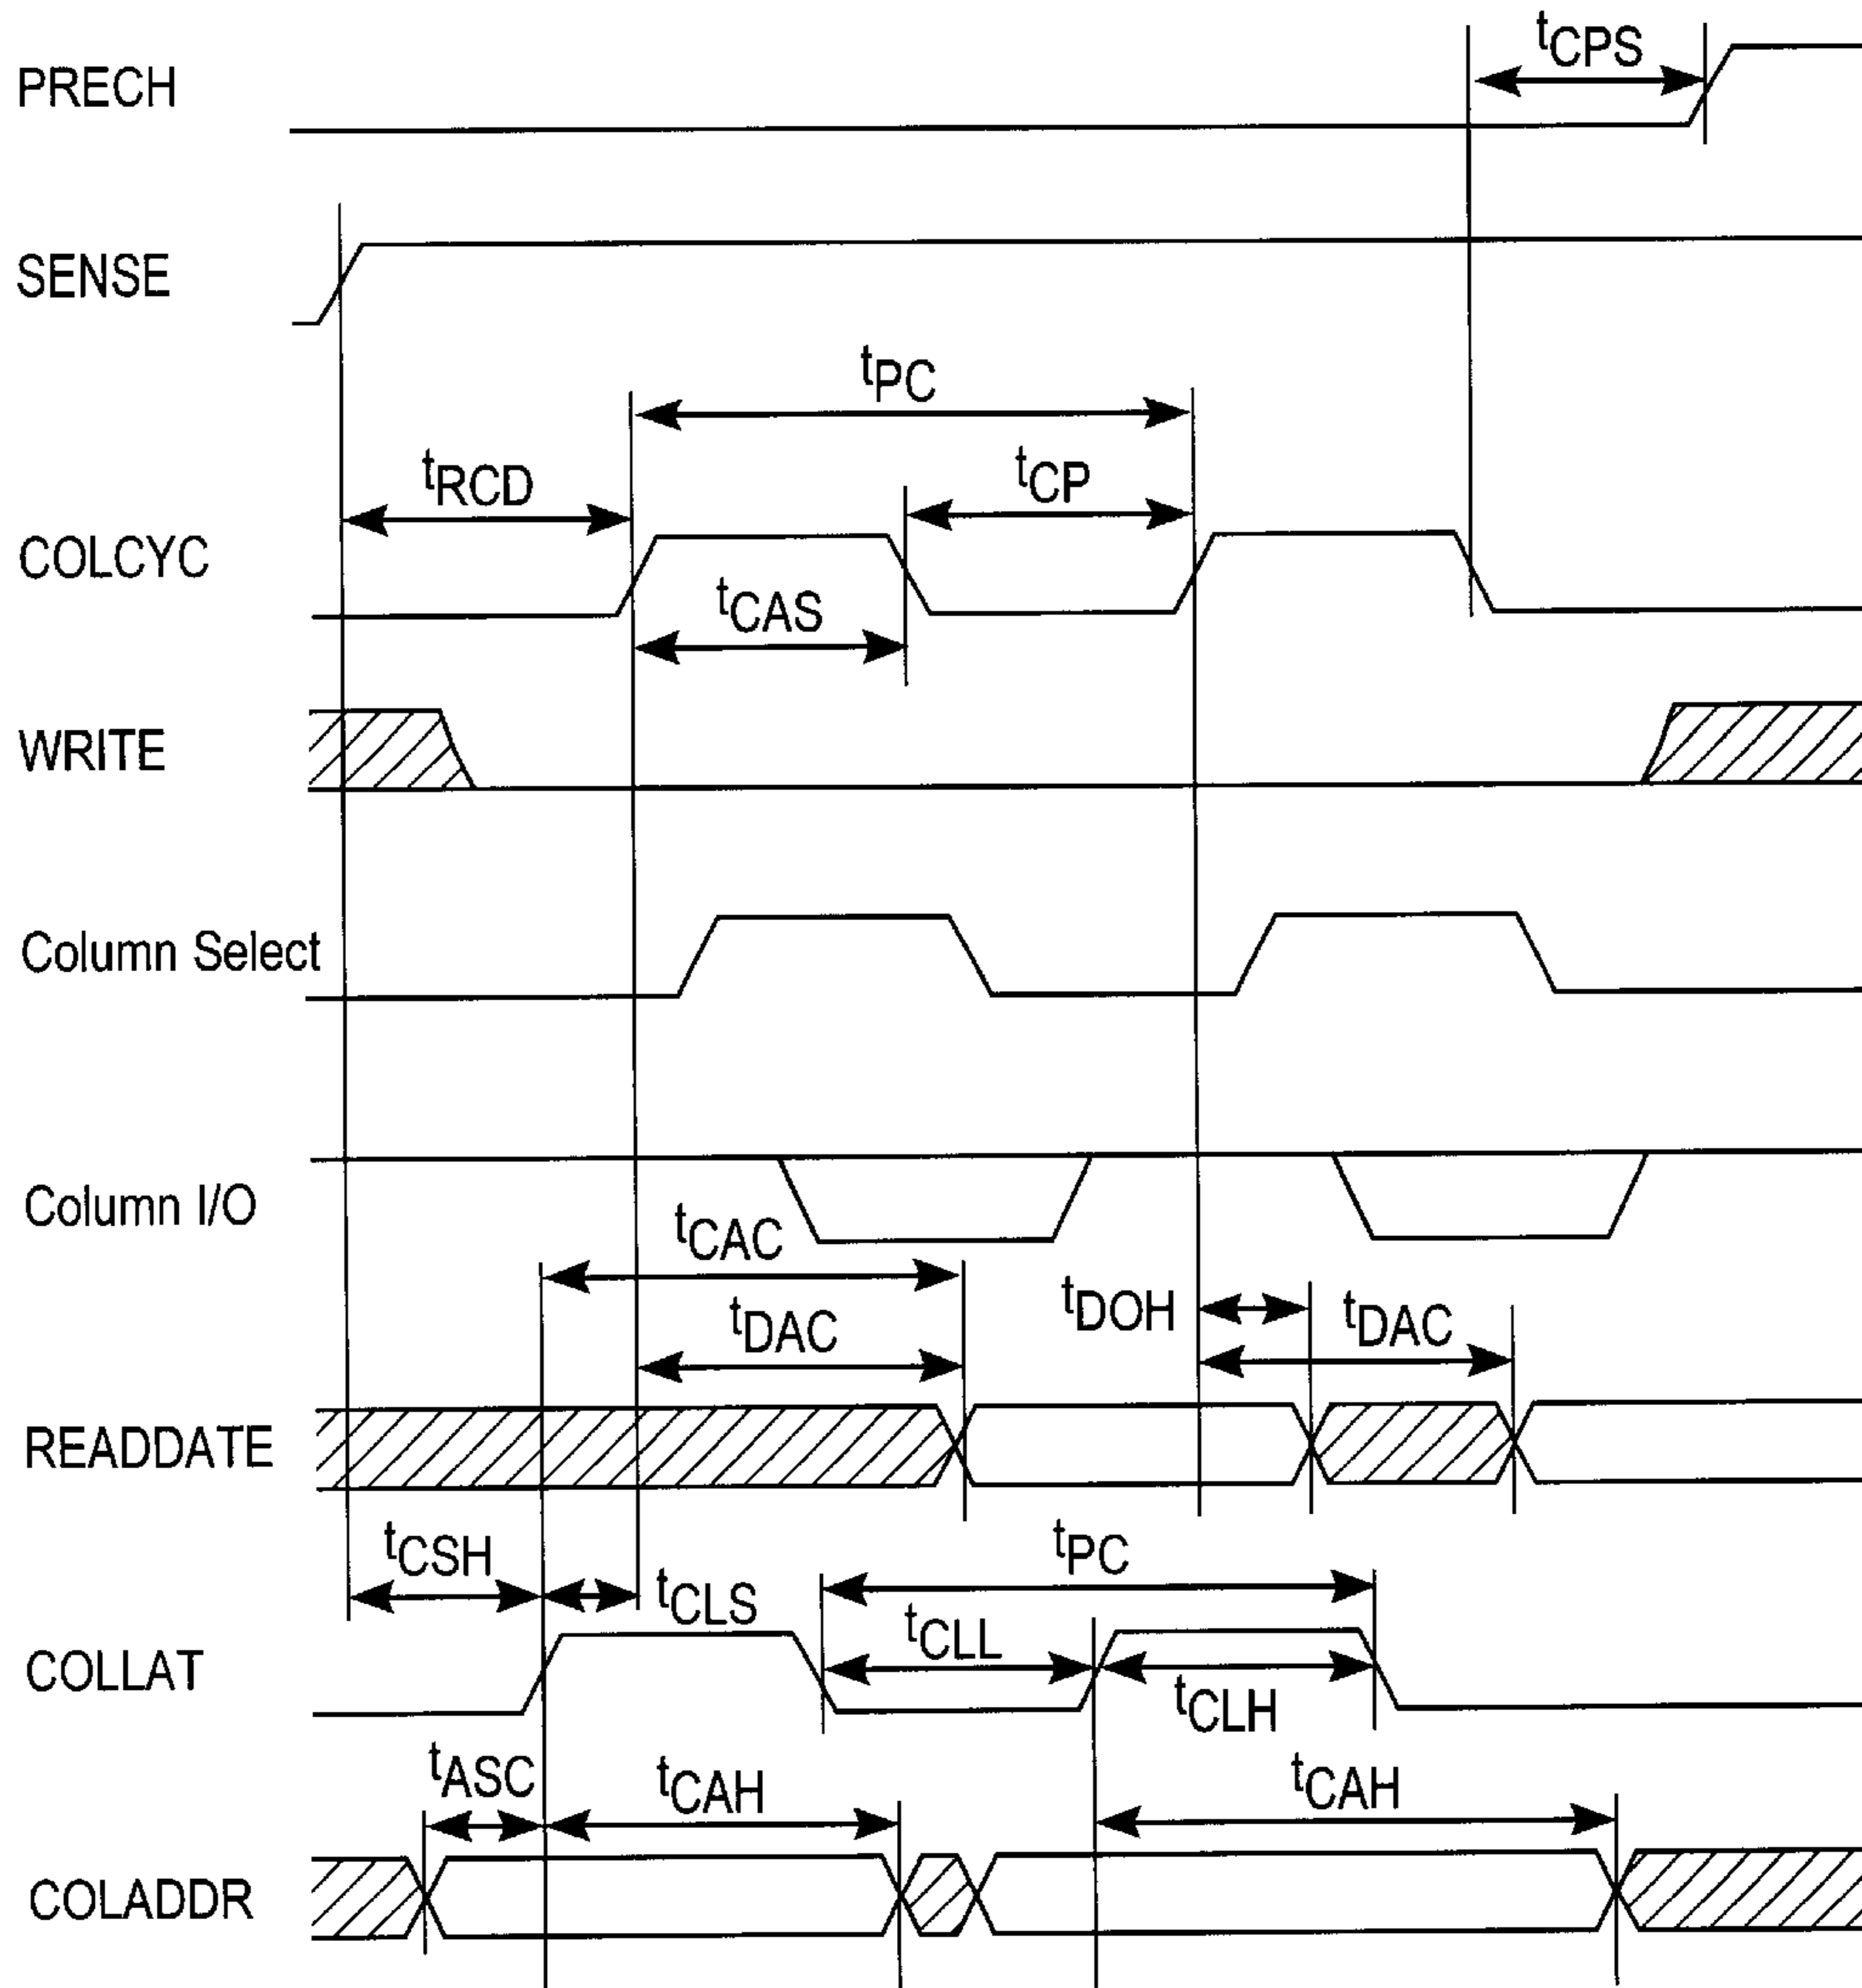 tCPS
PRECH
SENSE
tPC
tRCD
tCP
COLCYC
tCAS
WRITE
Column Select
Column I/O
tCAC
tDOH
tDAC
tDAC
READDATE
tCSH
tPC
tCLS
tCLL
COLLAT
tCLH
tASC
tCAH
tCAH
COLADDR